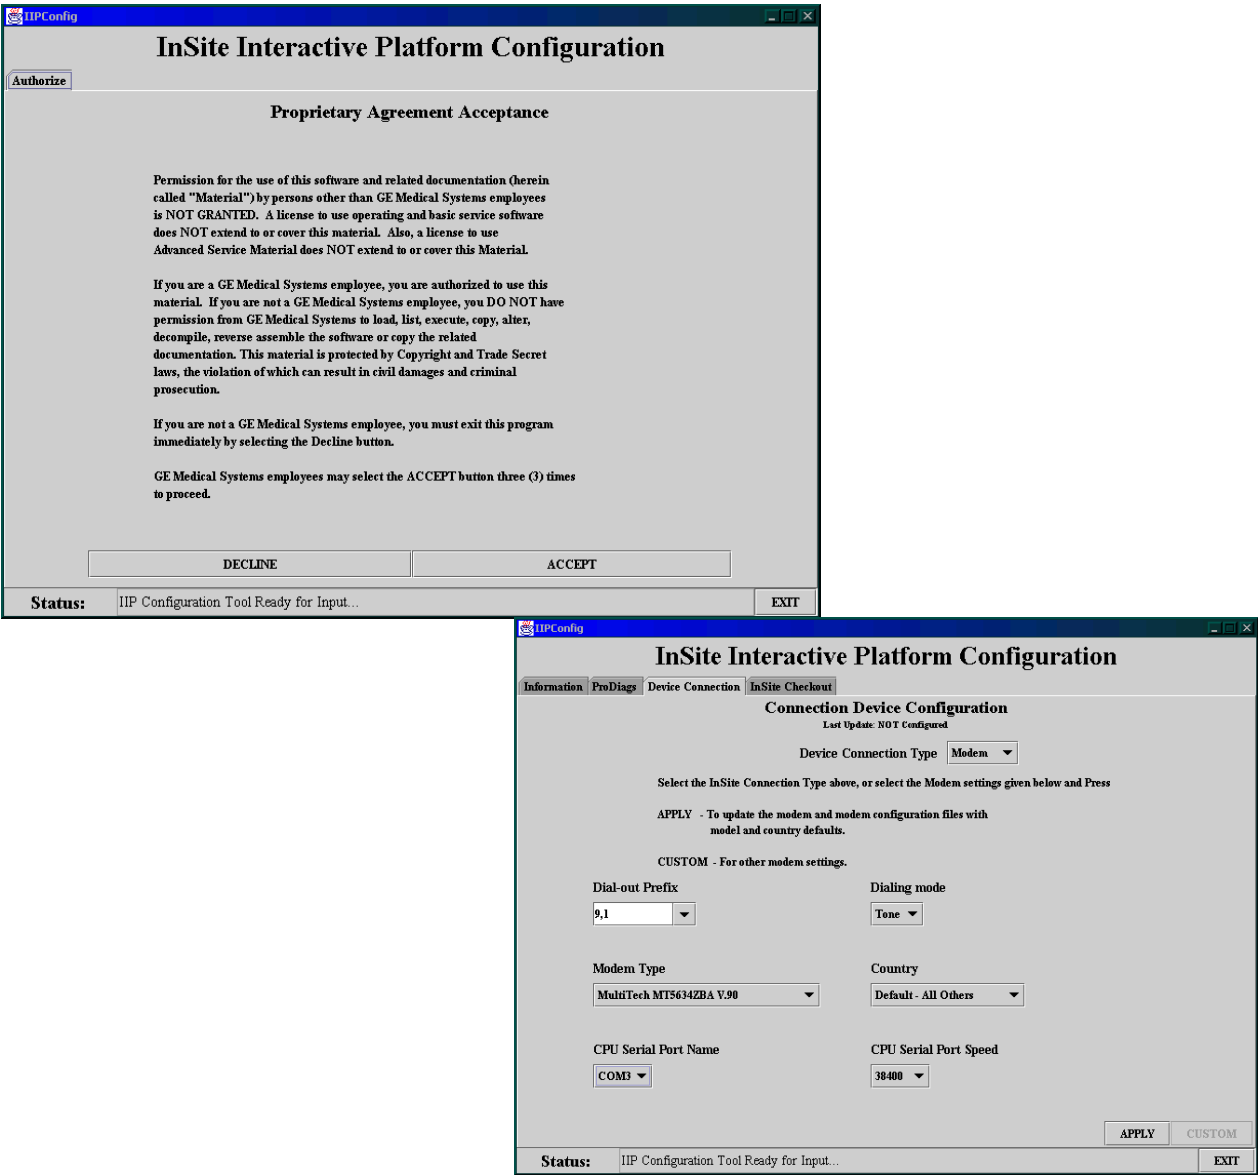 IIPConfig
InSite Interactive Platform Configuration
Authorize
Proprietary Agreement Acceptance
Permission for the use of this software and related documentation (herein
called "Material") by persons other than GE Medical Systems employees
is NOT GRANTED. A license to use operating and basic service software
does NOT extend to or cover this material. Also, a license to use
Advanced Service Material does NOT extend to or cover this Material.
If you are a GE Medical Systems employee, you are authorized to use this
material. If you are not a GE Medical Systems employee, you DO NOT have
permission from GE Medical Systems to load, list, execute, copy, alter,
decompile, reverse assemble the software or copy the related
documentation. This material is protected by Copyright and Trade Secret
laws, the violation of which can result in civil damages and criminal
prosecution.
If you are not a GE Medical Systems employee, you must exit this program
immediately by selecting the Decline button.
GE Medical Systems employees may select the ACCEPT button three (3) times
to proceed.
DECLINE ACCEPT
Status: IIP Configuration Tool Ready for Input... EXIT
IIPConfig
InSite Interactive Platform Configuration
Information ProDiags Device Connection InSite Checkout
Connection Device Configuration
Last Update: NOT Configured
Device Connection Type Modem
Select the InSite Connection Type above, or select the Modem settings given below and Press
APPLY - To update the modem and modem configuration files with
model and country defaults.
CUSTOM - For other modem settings.
Dial-out Prefix Dialing mode
9,1 Tone
Modem Type Country
MultiTech MT5634ZBA V.90 Default - All Others
CPU Serial Port Name CPU Serial Port Speed
COM3 38400
APPLY CUSTOM
Status: IIP Configuration Tool Ready for Input... EXIT